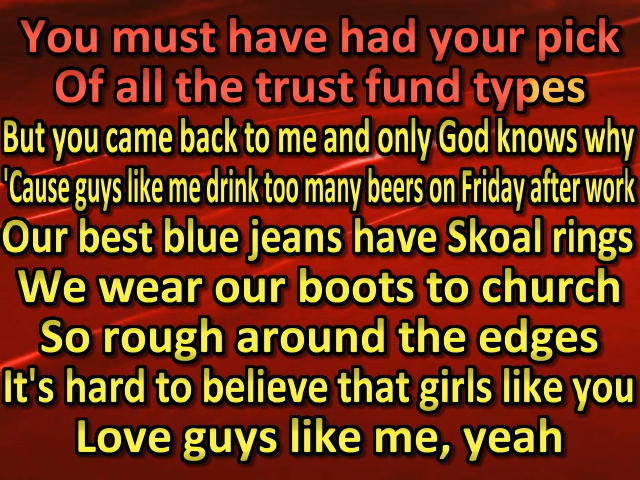 You must have had your pick
Of all the trust fund types
But you came back to me and only God knows why
'Cause guys like me drink too many beers on Friday after work
Our best blue jeans have Skoal rings
We wear our boots to church
So rough around the edges
It's hard to believe that girls like you
Love guys like me, yeah